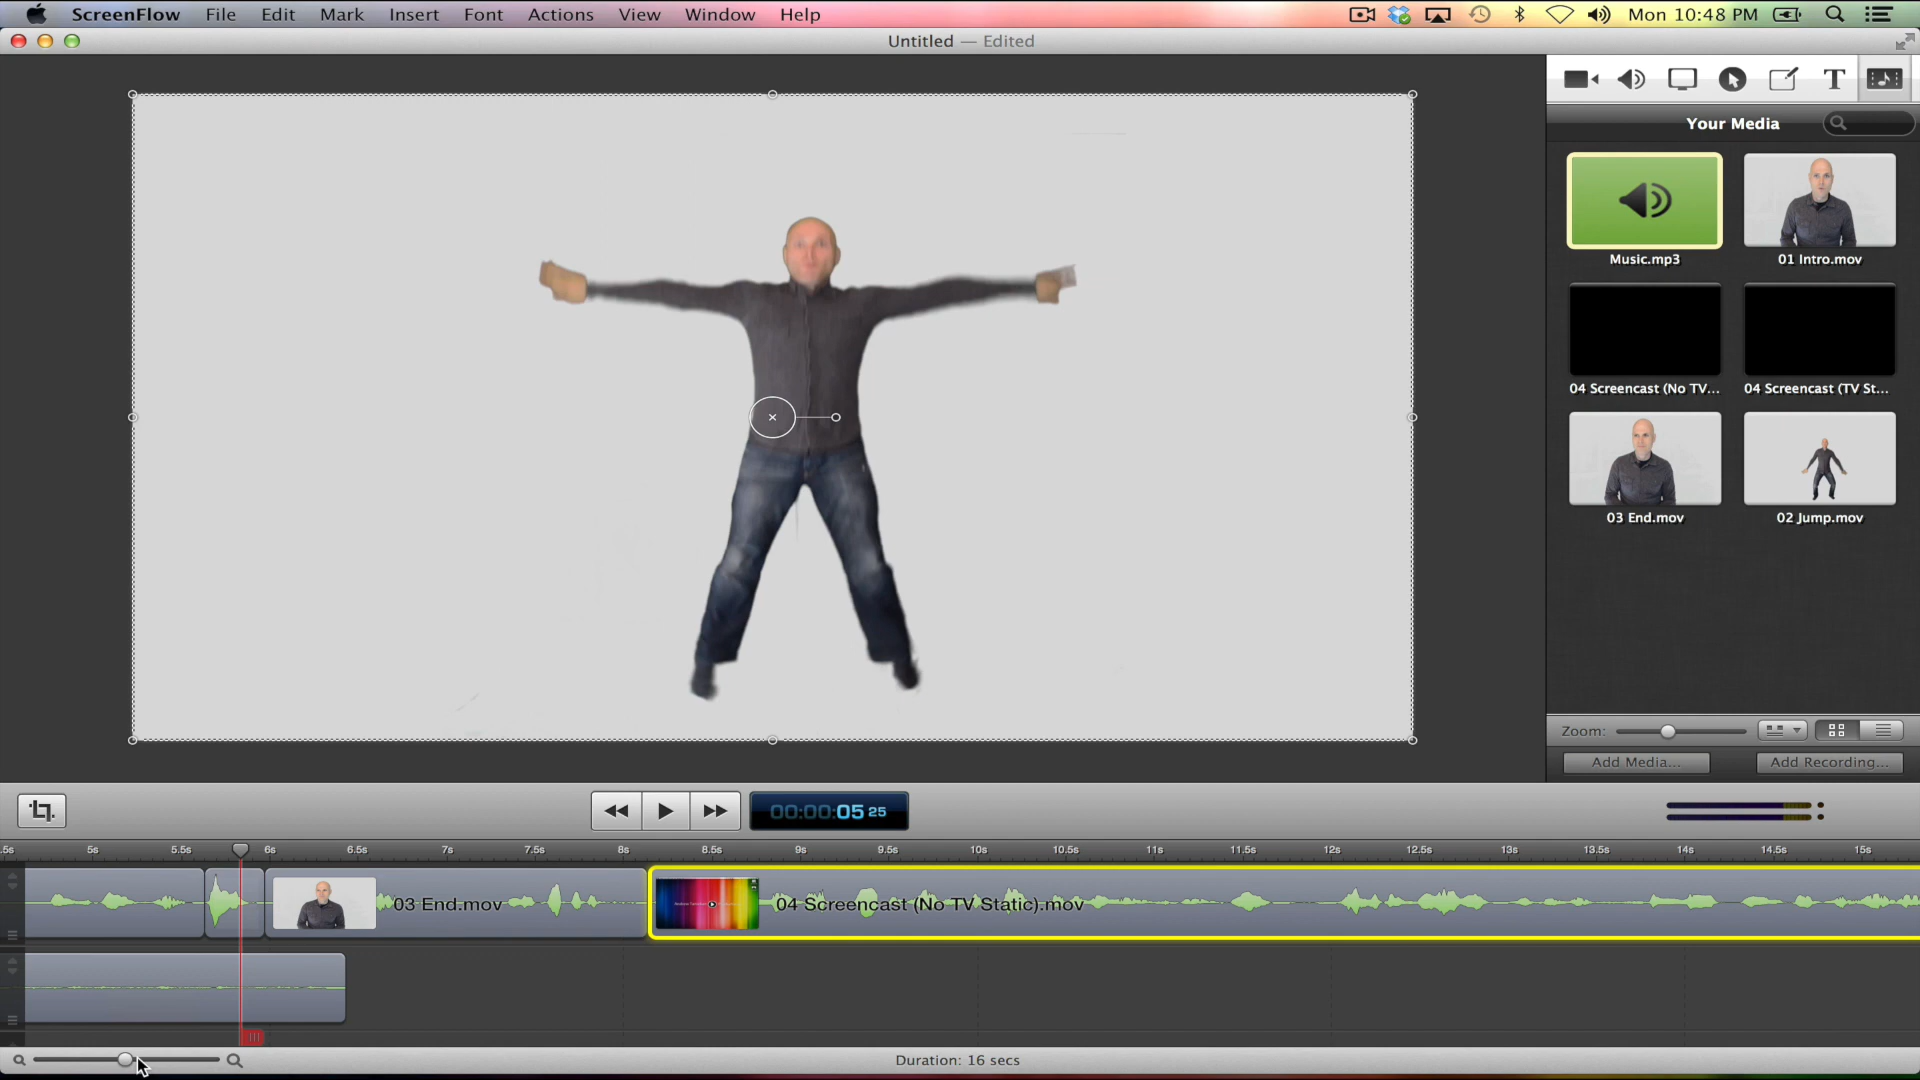 ScreenFlow File Edit Mark Insert Font Actions View Window Help Mon 10:48 PM
Untitled — Edited
T
Your Media
Music.mp3 01 Intro.mov
04 Screencast (No TV... 04 Screencast (TV St...
03 End.mov 02 Jump.mov
Zoom:
Add Media... Add Recording...
00:00:05 25
.5s 5s 5.5s 6s 6.5s 7s 7.5s 8s 8.5s 9s 9.5s 10s 10.5s 11s 11.5s 12s 12.5s 13s 13.5s 14s 14.5s 15s
03 End.mov 04 Screencast (No TV Static).mov
Duration: 16 secs